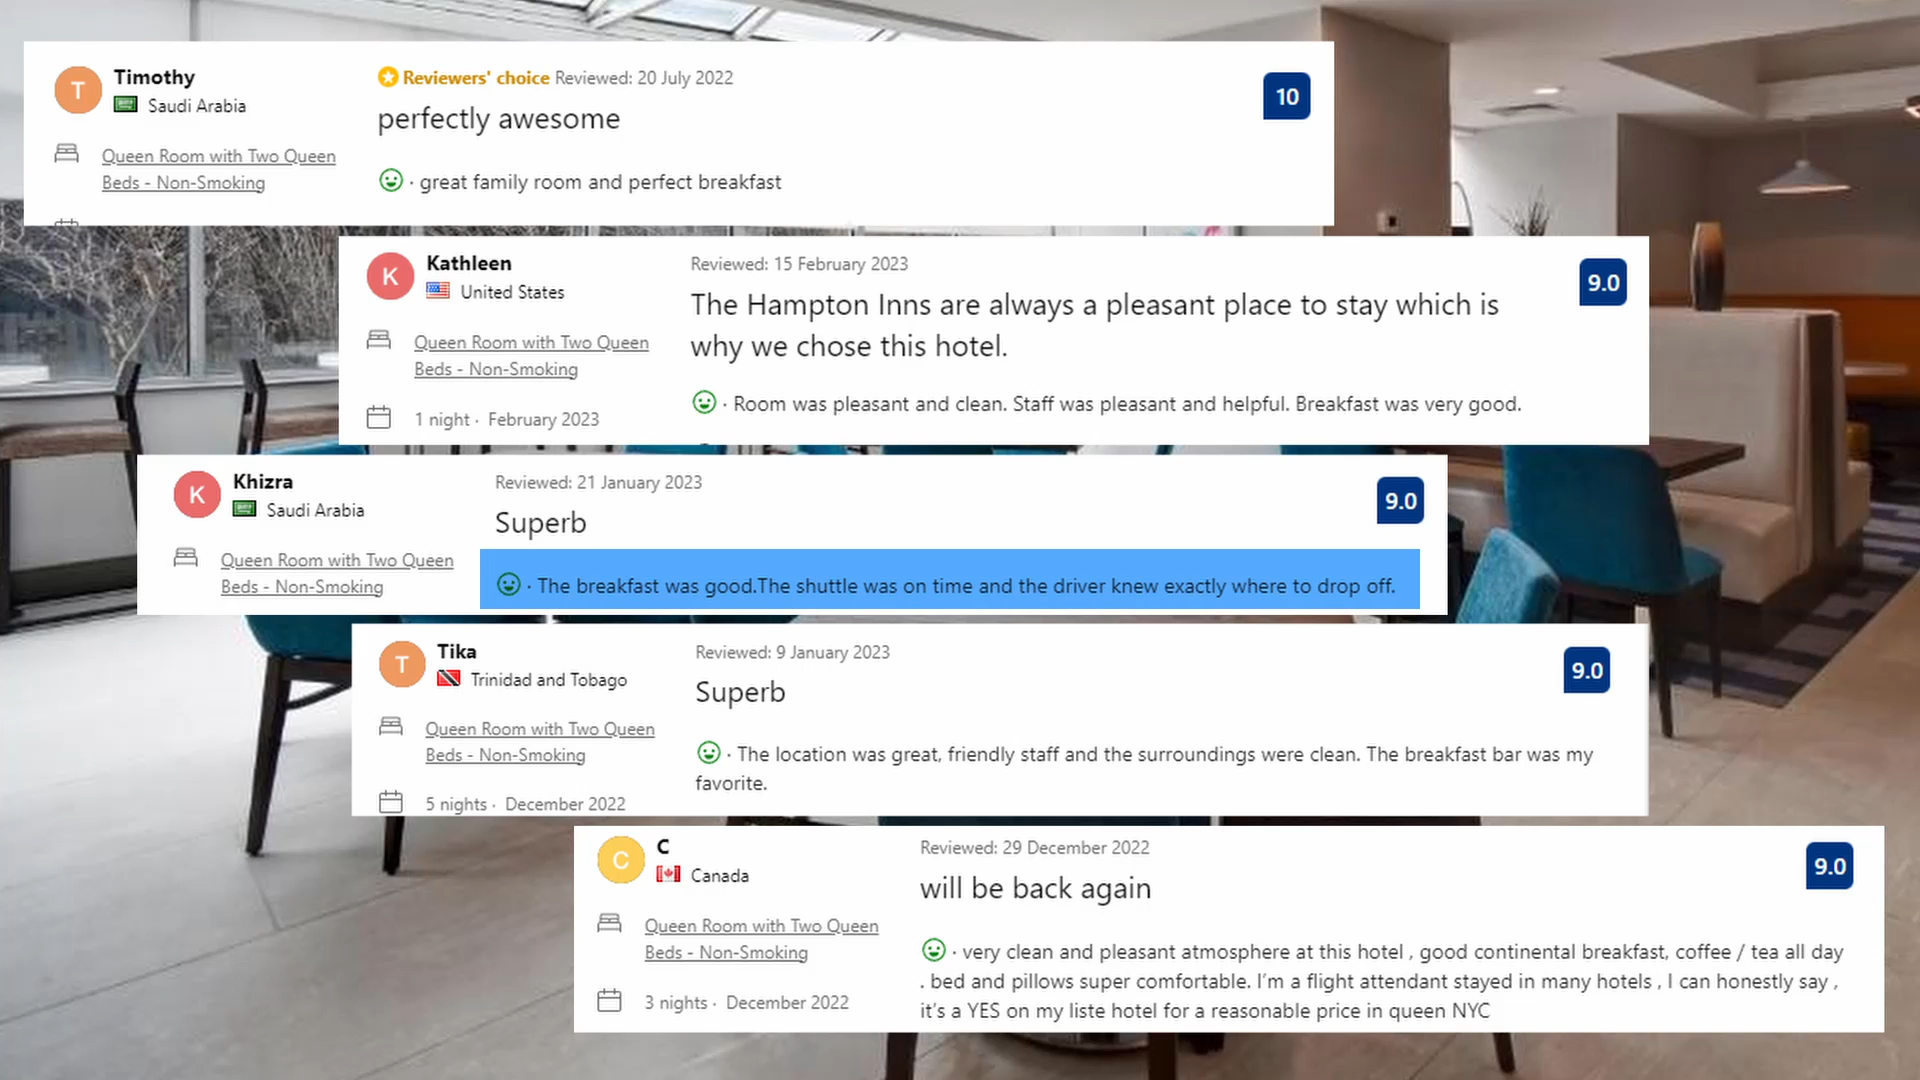 T
Timothy
Saudi Arabia
Queen Room with Two Queen
Beds - Non-Smoking
Reviewers' choice Reviewed: 20 July 2022
perfectly awesome
· great family room and perfect breakfast
10
K
Kathleen
United States
Queen Room with Two Queen
Beds - Non-Smoking
1 night · February 2023
Reviewed: 15 February 2023
The Hampton Inns are always a pleasant place to stay which is
why we chose this hotel.
· Room was pleasant and clean. Staff was pleasant and helpful. Breakfast was very good.
9.0
K
Khizra
Saudi Arabia
Queen Room with Two Queen
Beds - Non-Smoking
Reviewed: 21 January 2023
Superb
· The breakfast was good.The shuttle was on time and the driver knew exactly where to drop off.
9.0
T
Tika
Trinidad and Tobago
Queen Room with Two Queen
Beds - Non-Smoking
5 nights · December 2022
Reviewed: 9 January 2023
Superb
· The location was great, friendly staff and the surroundings were clean. The breakfast bar was my
favorite.
9.0
C
C
Canada
Queen Room with Two Queen
Beds - Non-Smoking
3 nights · December 2022
Reviewed: 29 December 2022
will be back again
· very clean and pleasant atmosphere at this hotel , good continental breakfast, coffee / tea all day
. bed and pillows super comfortable. I'm a flight attendant stayed in many hotels , I can honestly say ,
it's a YES on my liste hotel for a reasonable price in queen NYC
9.0